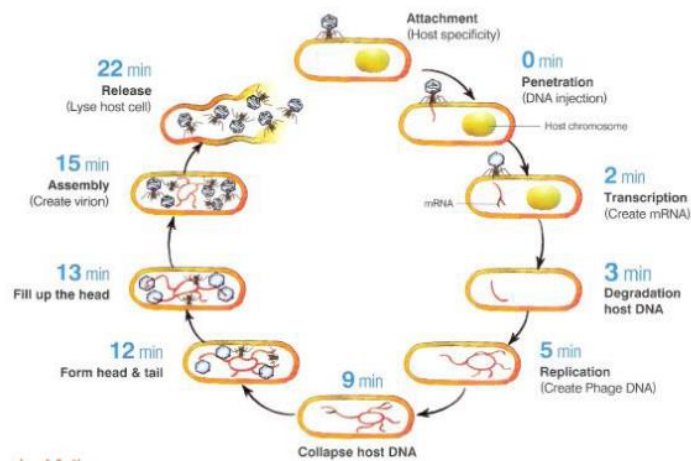 Attachment
(Host specificity)
0 min
Penetration
(DNA injection)
Host chromosome
2 min
Transcription
(Create mRNA)
mRNA
3 min
Degradation
host DNA
5 min
Replication
(Create Phage DNA)
9 min
Collapse host DNA
12 min
Form head & tail
13 min
Fill up the head
15 min
Assembly
(Create virion)
22 min
Release
(Lyse host cell)